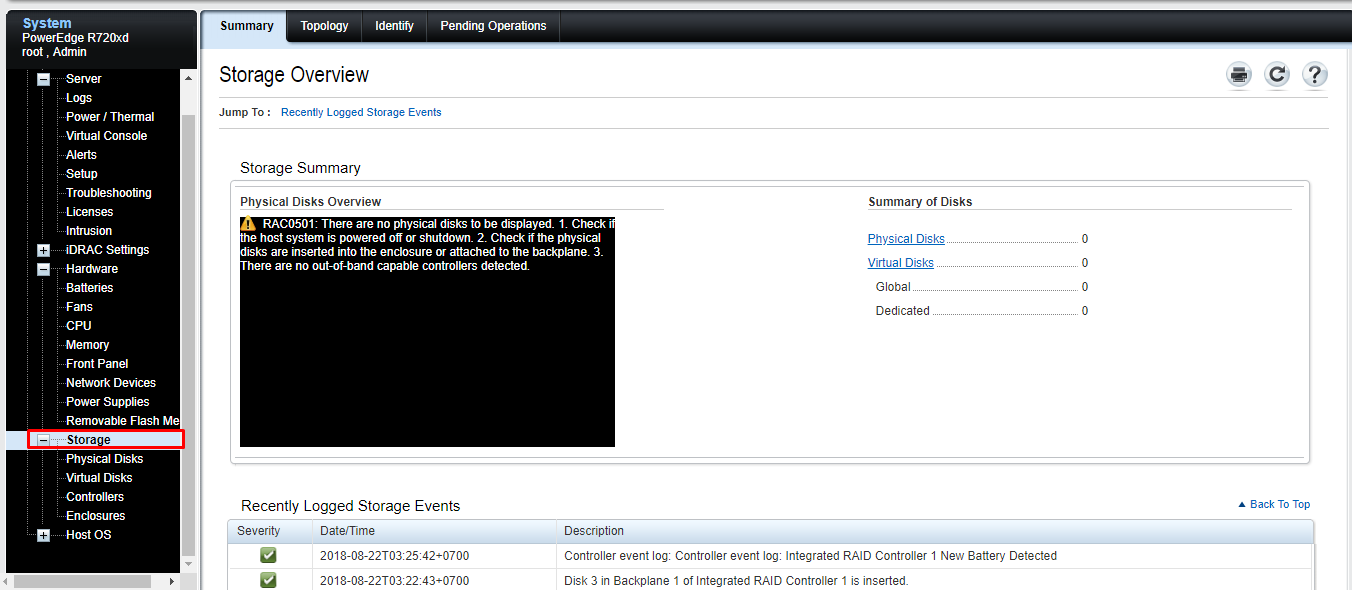 System
PowerEdge R720xd
root , Admin
Server
Logs
Power / Thermal
Virtual Console
Alerts
Setup
Troubleshooting
Licenses
Intrusion
iDRAC Settings
Hardware
Batteries
Fans
CPU
Memory
Front Panel
Network Devices
Power Supplies
Removable Flash Me
Storage
Physical Disks
Virtual Disks
Controllers
Enclosures
Host OS
Summary Topology Identify Pending Operations
Storage Overview
Jump To : Recently Logged Storage Events
Storage Summary
Physical Disks Overview
RAC0501: There are no physical disks to be displayed. 1. Check if
the host system is powered off or shutdown. 2. Check if the physical
disks are inserted into the enclosure or attached to the backplane. 3.
There are no out-of-band capable controllers detected.
Summary of Disks
Physical Disks 0
Virtual Disks 0
Global 0
Dedicated 0
Recently Logged Storage Events
Back To Top
Severity Date/Time Description
2018-08-22T03:25:42+0700 Controller event log: Controller event log: Integrated RAID Controller 1 New Battery Detected
2018-08-22T03:22:43+0700 Disk 3 in Backplane 1 of Integrated RAID Controller 1 is inserted.